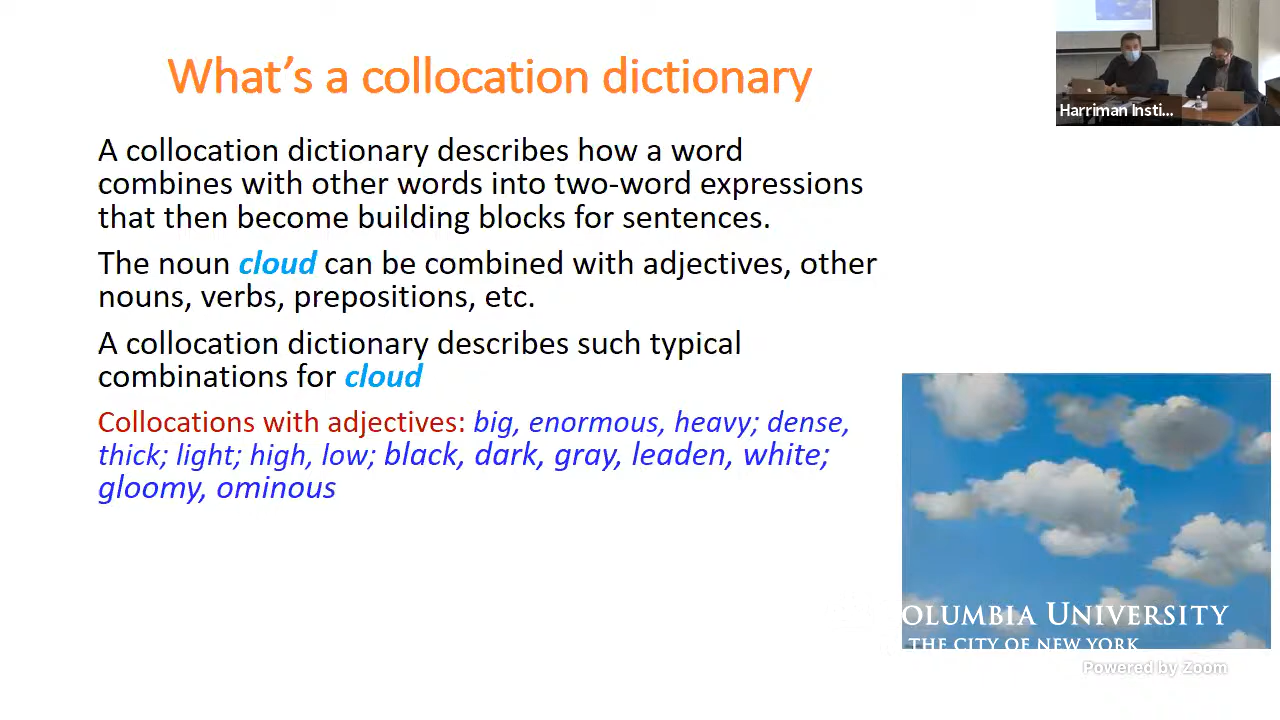 What's a collocation dictionary
Harriman Insti...
A collocation dictionary describes how a word
combines with other words into two-word expressions
that then become building blocks for sentences.
The noun cloud can be combined with adjectives, other
nouns, verbs, prepositions, etc.
A collocation dictionary describes such typical
combinations for cloud
Collocations with adjectives: big, enormous, heavy; dense,
thick; light; high, low; black, dark, gray, leaden, white;
gloomy, ominous
OLUMBIA UNIVERSITY
THE CITY OF NEW YORK
Powered by Zoom